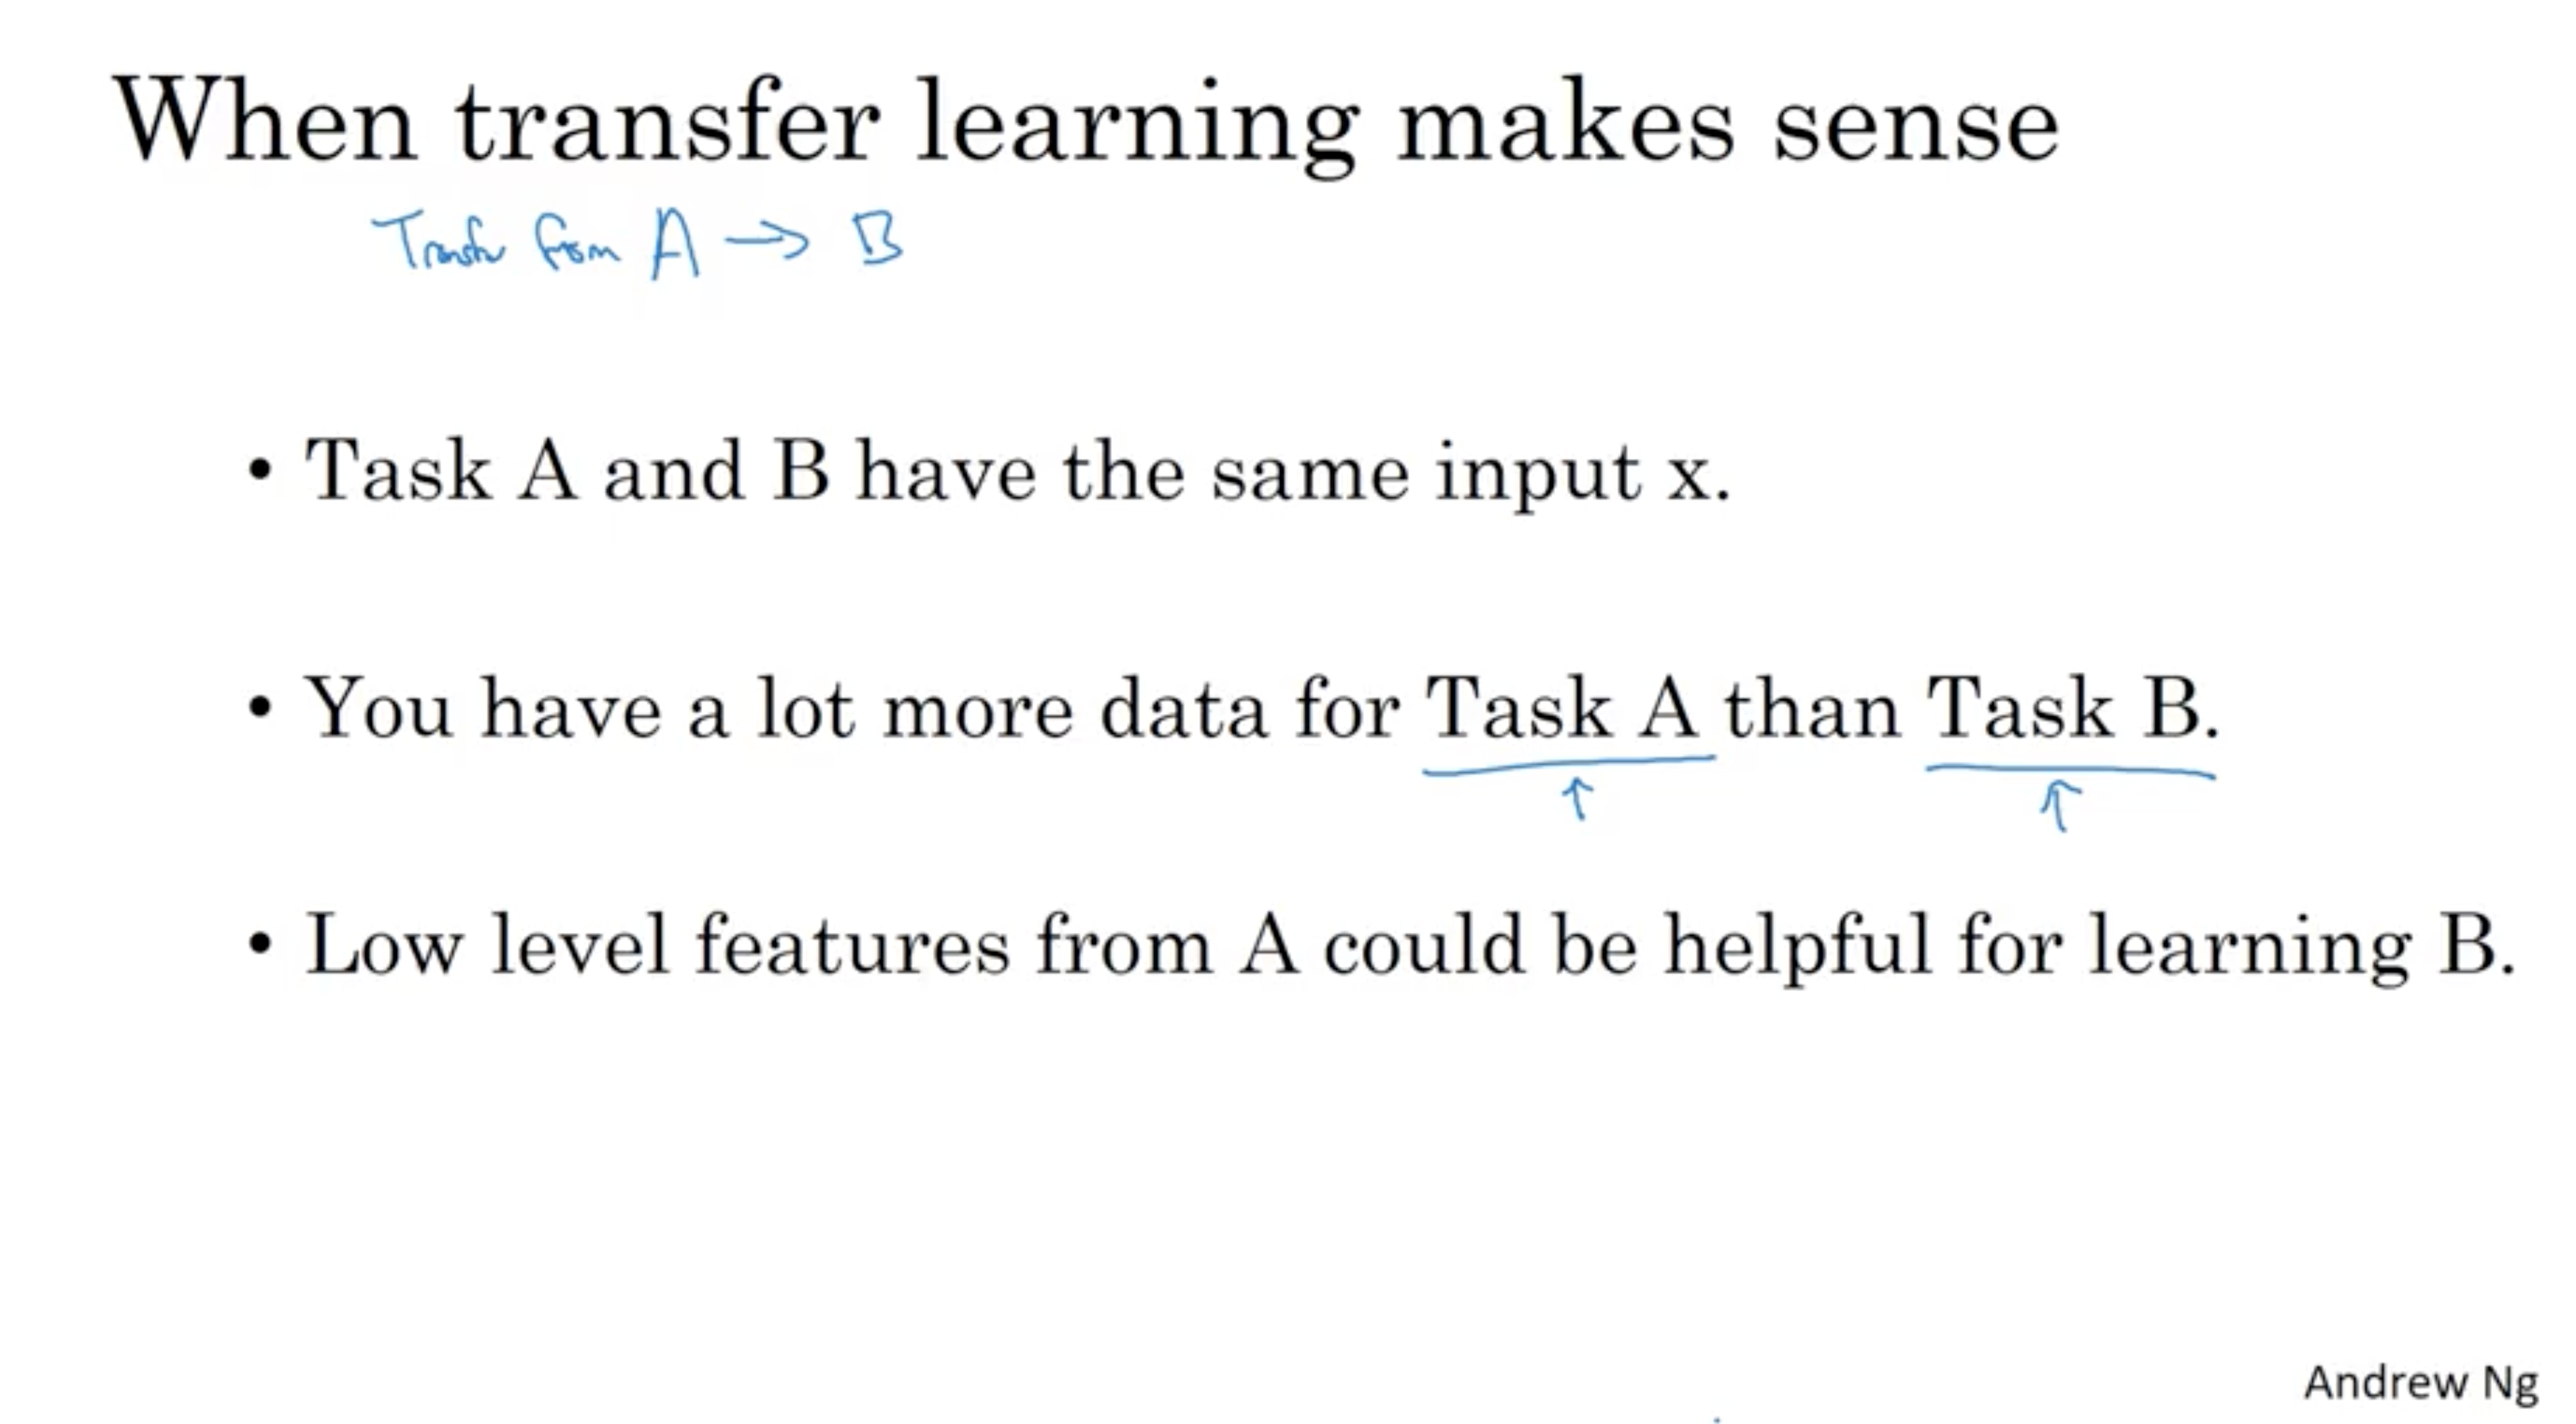 When transfer learning makes sense
Transfer from A → B
• Task A and B have the same input x.
• You have a lot more data for Task A than Task B.
↑ ↑
• Low level features from A could be helpful for learning B.
Andrew Ng